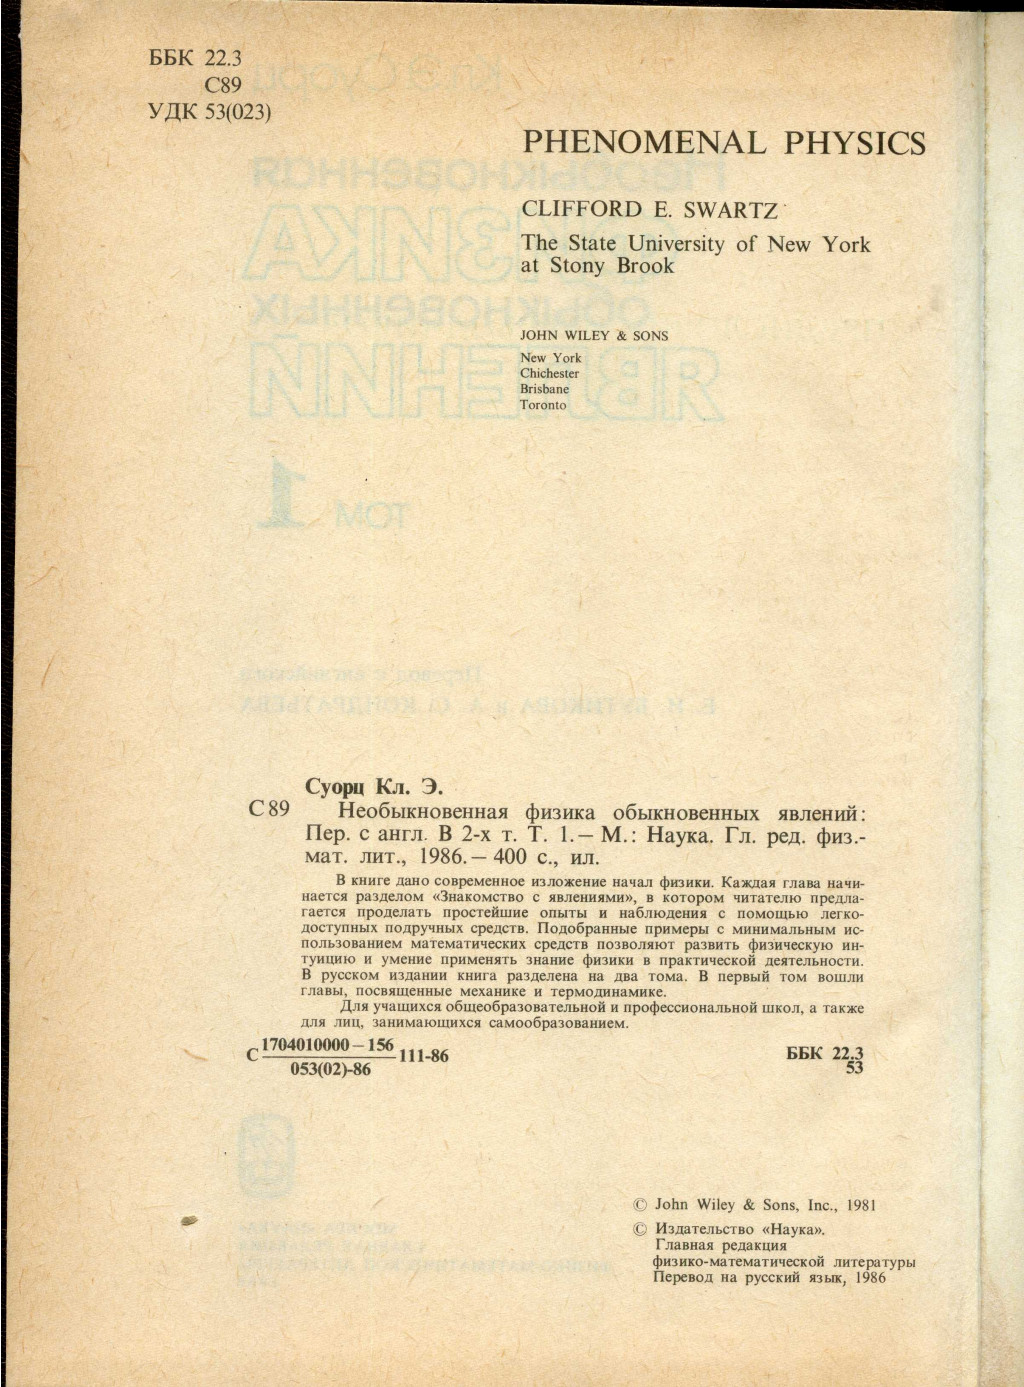 ББК 22.3
С89
УДК 53(023)
PHENOMENAL PHYSICS
CLIFFORD E. SWARTZ
The State University of New York
at Stony Brook
JOHN WILEY & SONS
New York
Chichester
Brisbane
Toronto
Суорц Кл. Э.
С89 Необыкновенная физика обыкновенных явлений:
Пер. с англ. В 2-х т. Т. 1. — М.: Наука. Гл. ред. физ.-
мат. лит., 1986. — 400 с., ил.
В книге дано современное изложение начал физики. Каждая глава начи-
нается разделом «Знакомство с явлениями», в котором читателю предла-
гается проделать простейшие опыты и наблюдения с помощью легко-
доступных подручных средств. Подобранные примеры с минимальным ис-
пользованием математических средств позволяют развить физическую ин-
туицию и умение применять знание физики в практической деятельности.
В русском издании книга разделена на два тома. В первый том вошли
главы, посвященные механике и термодинамике.
Для учащихся общеобразовательной и профессиональной школ, а также
для лиц, занимающихся самообразованием.
С 1704010000 — 156
053(02)-86 111-86
ББК 22.3
53
© John Wiley & Sons, Inc., 1981
© Издательство «Наука».
Главная редакция
физико-математической литературы
Перевод на русский язык, 1986